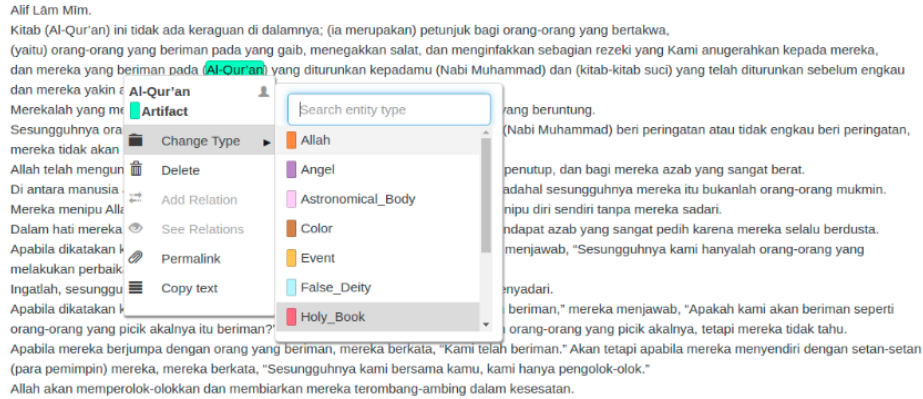 Alif Lām Mīm.
Kitab (Al-Qur'an) ini tidak ada keraguan di dalamnya; (ia merupakan) petunjuk bagi orang-orang yang bertakwa,
(yaitu) orang-orang yang beriman pada yang gaib, menegakkan salat, dan menginfakkan sebagian rezeki yang Kami anugerahkan kepada mereka,
dan mereka yang beriman pada (Al-Qur'an) yang diturunkan kepadamu (Nabi Muhammad) dan (kitab-kitab suci) yang telah diturunkan sebelum engkau
dan mereka yakin
Merekalah yang yang beruntung.
Sesungguhnya (Nabi Muhammad) beri peringatan atau tidak engkau beri peringatan,
mereka tidak akan
Allah telah penutup, dan bagi mereka azab yang sangat berat.
Di antara manusia sesungguhnya mereka itu bukanlah orang-orang mukmin.
Mereka menipu diri sendiri tanpa mereka sadari.
Dalam hati mereka azab yang sangat pedih karena mereka selalu berdusta.
Apabila dikatakan menjawab, "Sesungguhnya kami hanyalah orang-orang yang
melakukan
Ingatlah,
Apabila dikatakan beriman," mereka menjawab, "Apakah kami akan beriman seperti
orang-orang yang picik akalnya itu beriman?" orang-orang yang picik akalnya, tetapi mereka tidak tahu.
Apabila mereka berjumpa dengan orang yang beriman, mereka berkata, "Kami telah beriman." Akan tetapi apabila mereka menyendiri dengan setan-setan
(para pemimpin) mereka, mereka berkata, "Sesungguhnya kami bersama kamu, kami hanya pengolok-olok."
Allah akan memperolok-olokkan dan membiarkan mereka terombang-ambing dalam kesesatan.
Al-Qur'an
Artifact
Change Type
Delete
Add Relation
See Relations
Permalink
Copy text
Search entity type
Allah
Angel
Astronomical_Body
Color
Event
False_Deity
Holy_Book